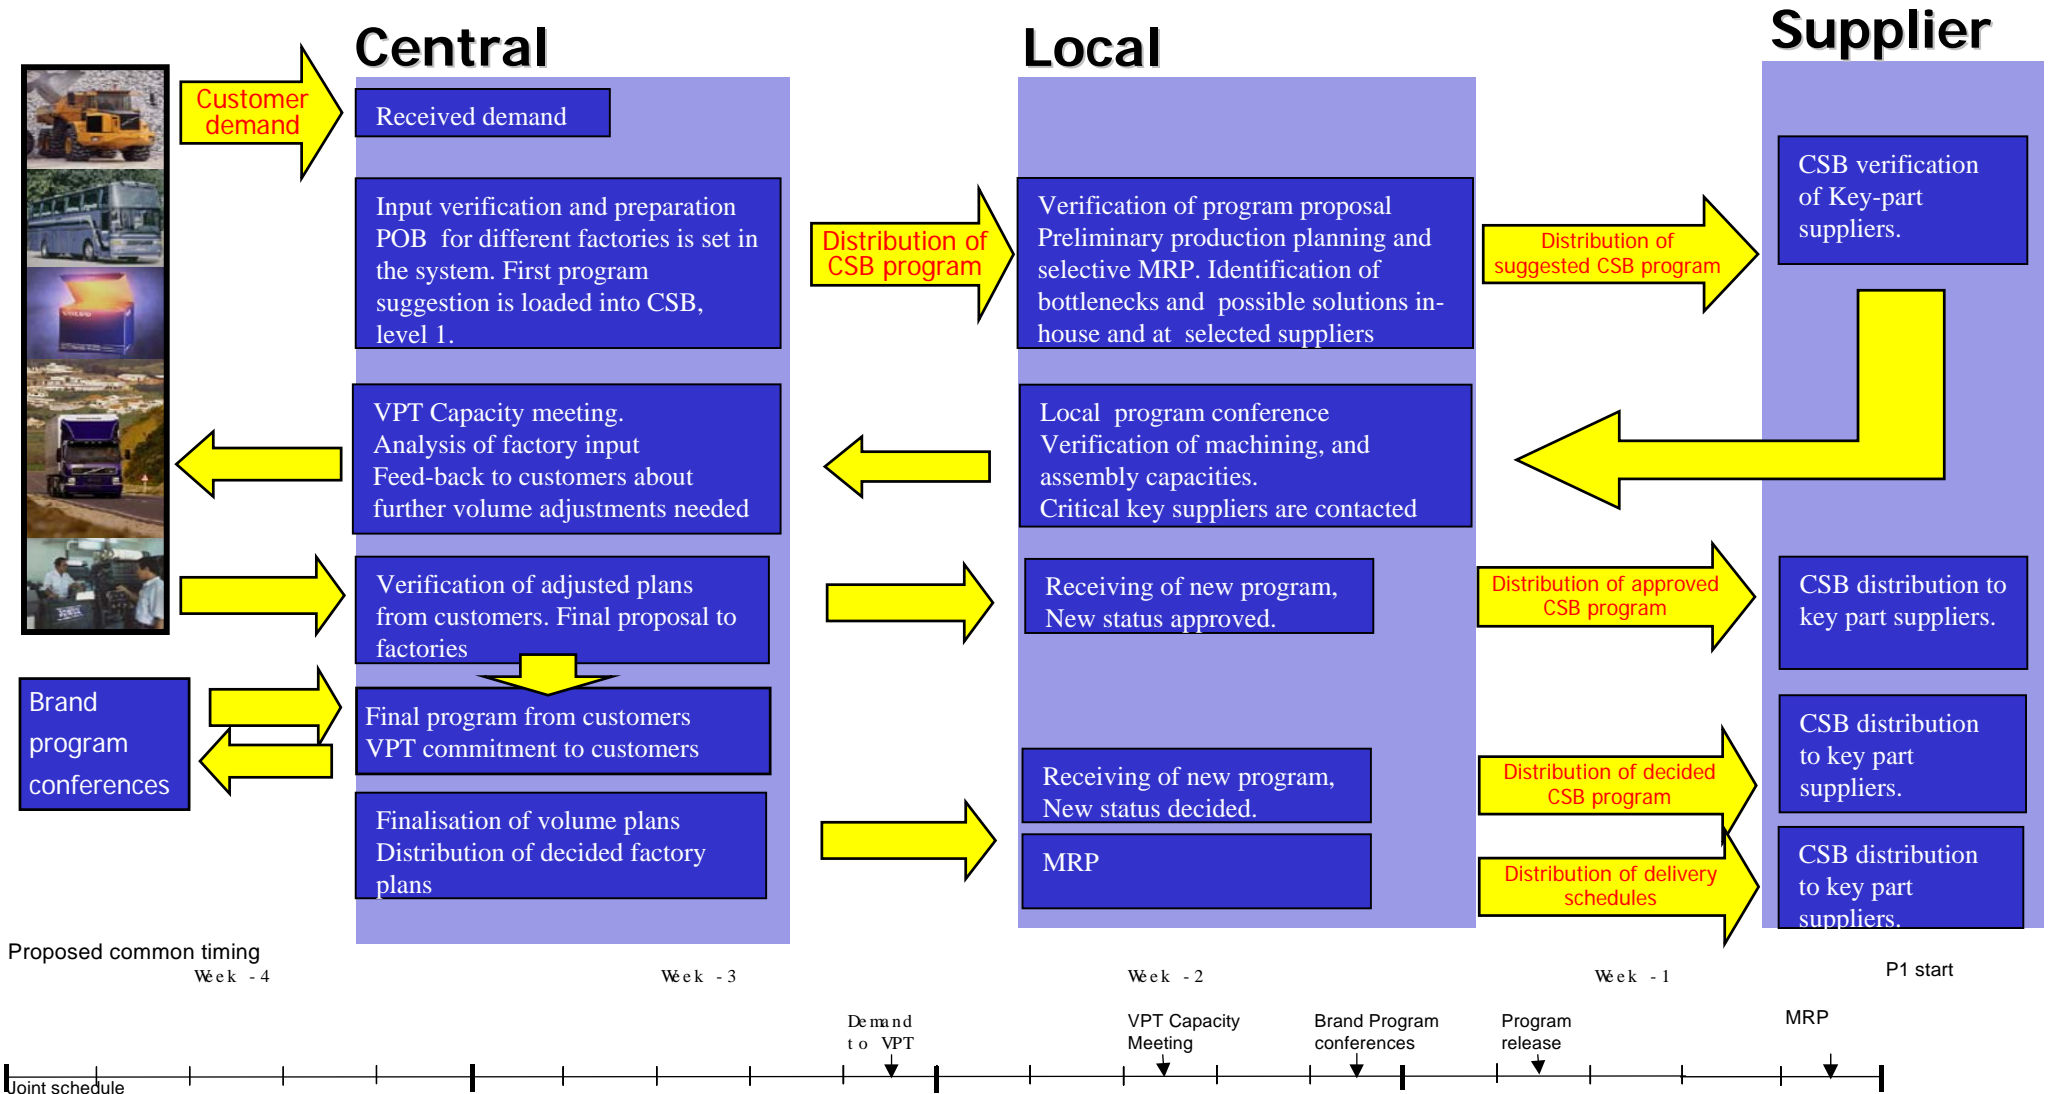 Central
Local
Supplier
Customer
demand
Received demand
Input verification and preparation
POB for different factories is set in
the system. First program
suggestion is loaded into CSB,
level 1.
Distribution of
CSB program
Verification of program proposal
Preliminary production planning and
selective MRP. Identification of
bottlenecks and possible solutions in-
house and at selected suppliers
Distribution of
suggested CSB program
CSB verification
of Key-part
suppliers.
VPT Capacity meeting.
Analysis of factory input
Feed-back to customers about
further volume adjustments needed
Local program conference
Verification of machining, and
assembly capacities.
Critical key suppliers are contacted
Verification of adjusted plans
from customers. Final proposal to
factories
Receiving of new program,
New status approved.
Distribution of approved
CSB program
CSB distribution to
key part suppliers.
Brand
program
conferences
Final program from customers
VPT commitment to customers
Receiving of new program,
New status decided.
Distribution of decided
CSB program
CSB distribution
to key part
suppliers.
Finalisation of volume plans
Distribution of decided factory
plans
MRP
Distribution of delivery
schedules
CSB distribution
to key part
suppliers.
Proposed common timing
Week -4
Week -3
Week -2
Week -1
P1 start
Demand
to VPT
VPT Capacity
Meeting
Brand Program
conferences
Program
release
MRP
Joint schedule